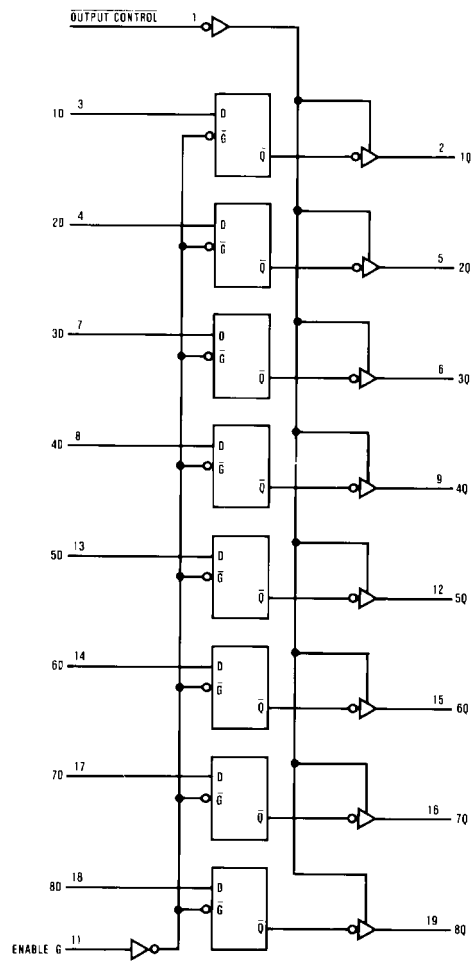 OUTPUT CONTROL 1
1D 3 D G Q 2 1Q
2D 4 D G Q 5 2Q
3D 7 D G Q 6 3Q
4D 8 D G Q 9 4Q
5D 13 D G Q 12 5Q
6D 14 D G Q 15 6Q
7D 17 D G Q 16 7Q
8D 18 D G Q 19 8Q
ENABLE G 11